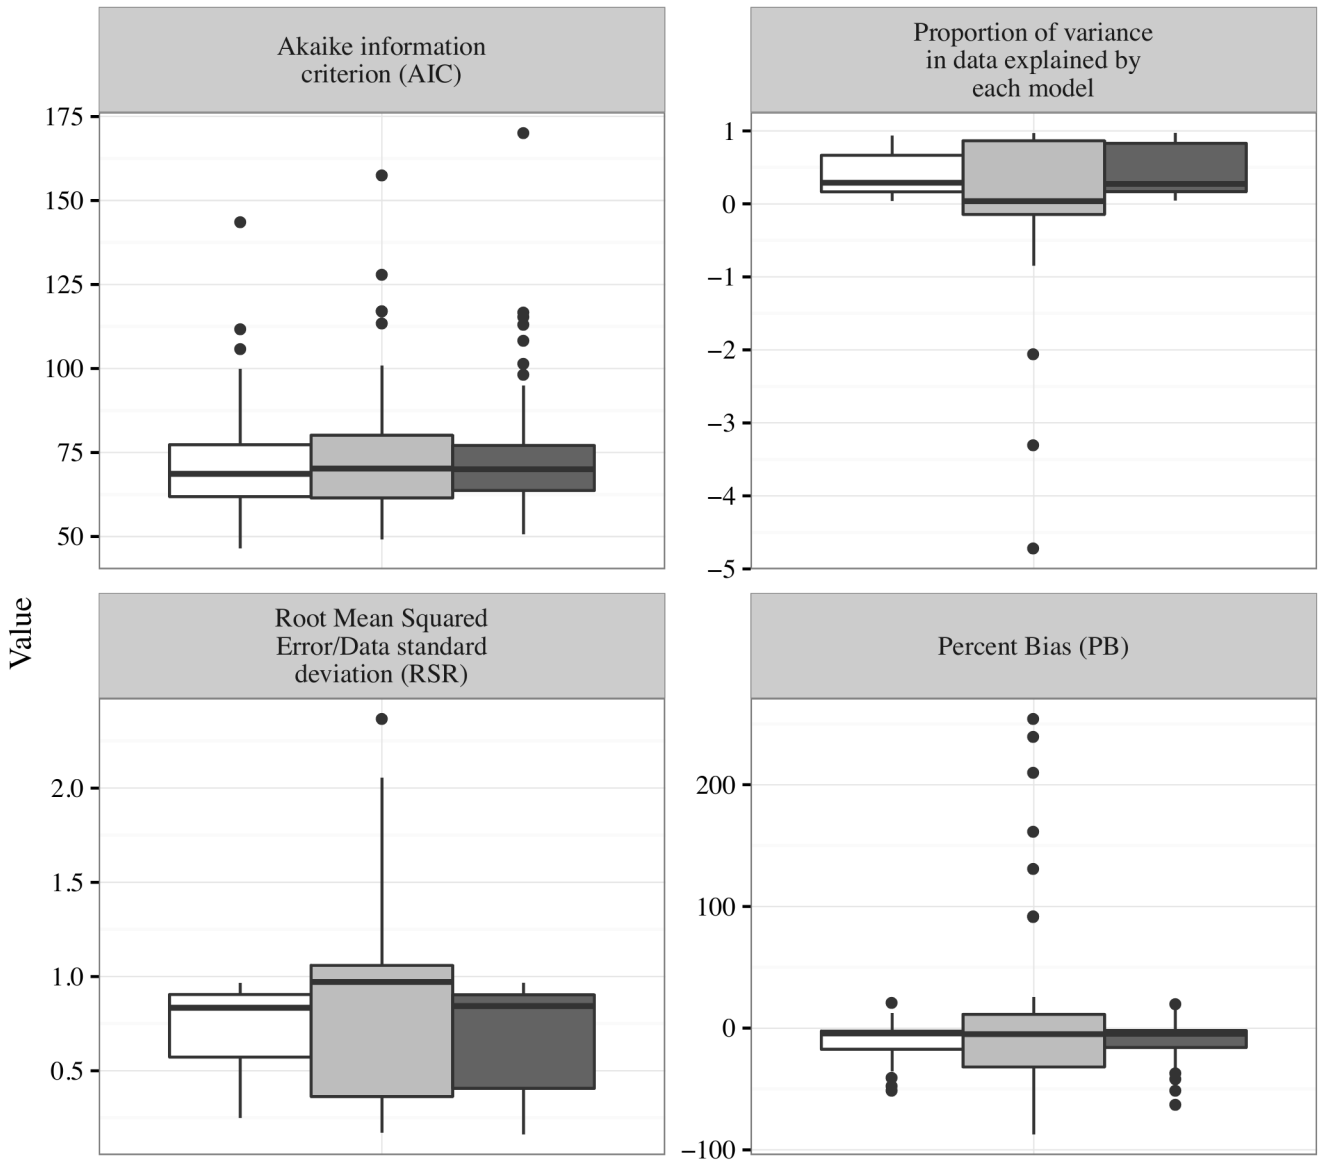 Akaike information
criterion (AIC)
175
150
125
100
75
50
Proportion of variance
in data explained by
each model
1
0
−1
−2
−3
−4
−5
Value
Root Mean Squared
Error/Data standard
deviation (RSR)
2.0
1.5
1.0
0.5
Percent Bias (PB)
200
100
0
−100